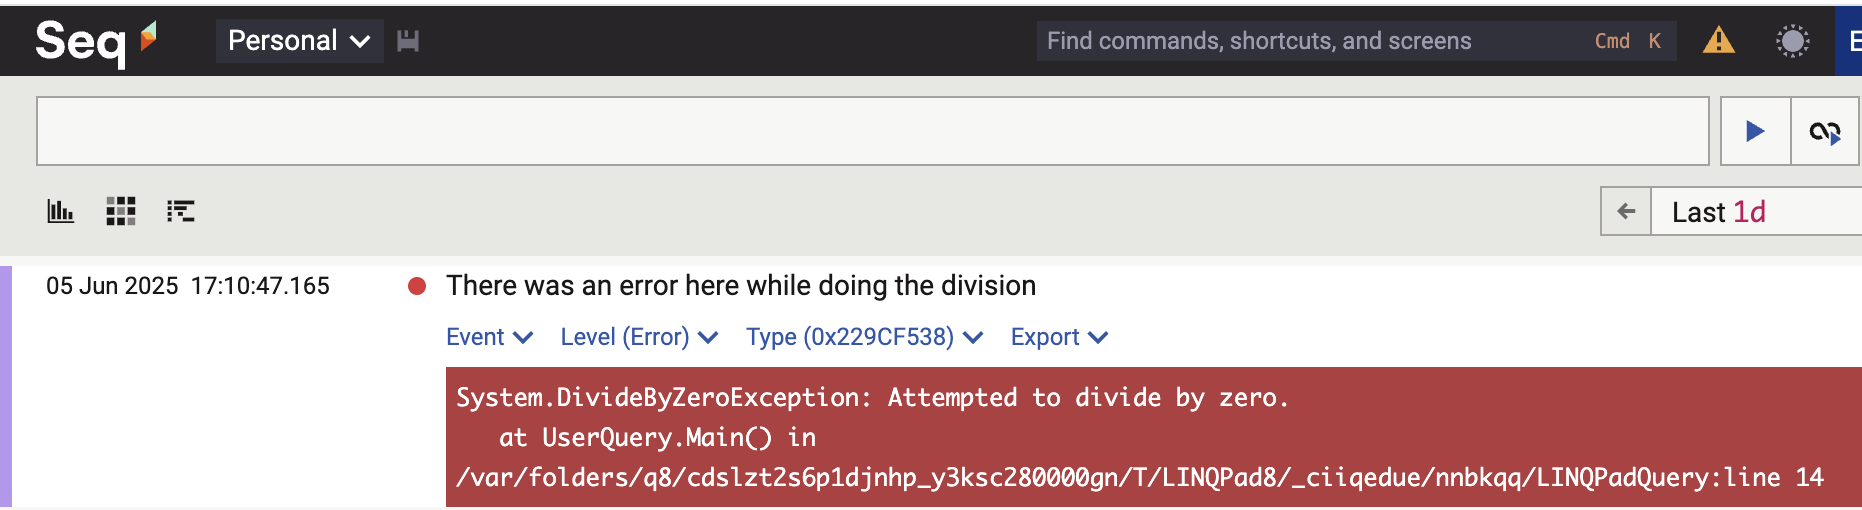 Seq
Personal
Find commands, shortcuts, and screens Cmd K
E
Last 1d
05 Jun 2025 17:10:47.165 There was an error here while doing the division
Event Level (Error) Type (0x229CF538) Export
System.DivideByZeroException: Attempted to divide by zero.
at UserQuery.Main() in
/var/folders/q8/cdslzt2s6p1djnhp_y3ksc280000gn/T/LINQPad8/_ciiqedue/nnbkqq/LINQPadQuery:line 14